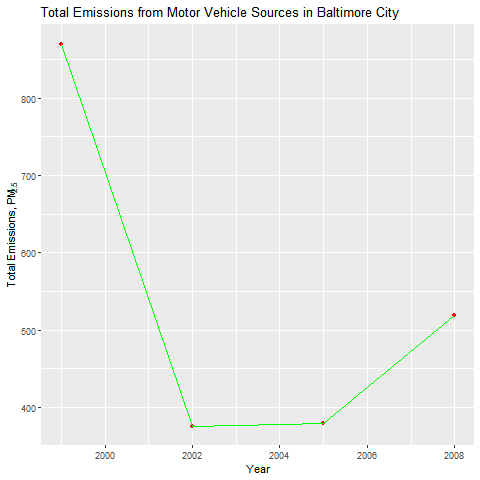 Total Emissions from Motor Vehicle Sources in Baltimore City
800
700
600
500
400
Total Emissions, PM2.5
2000 2002 2004 2006 2008
Year